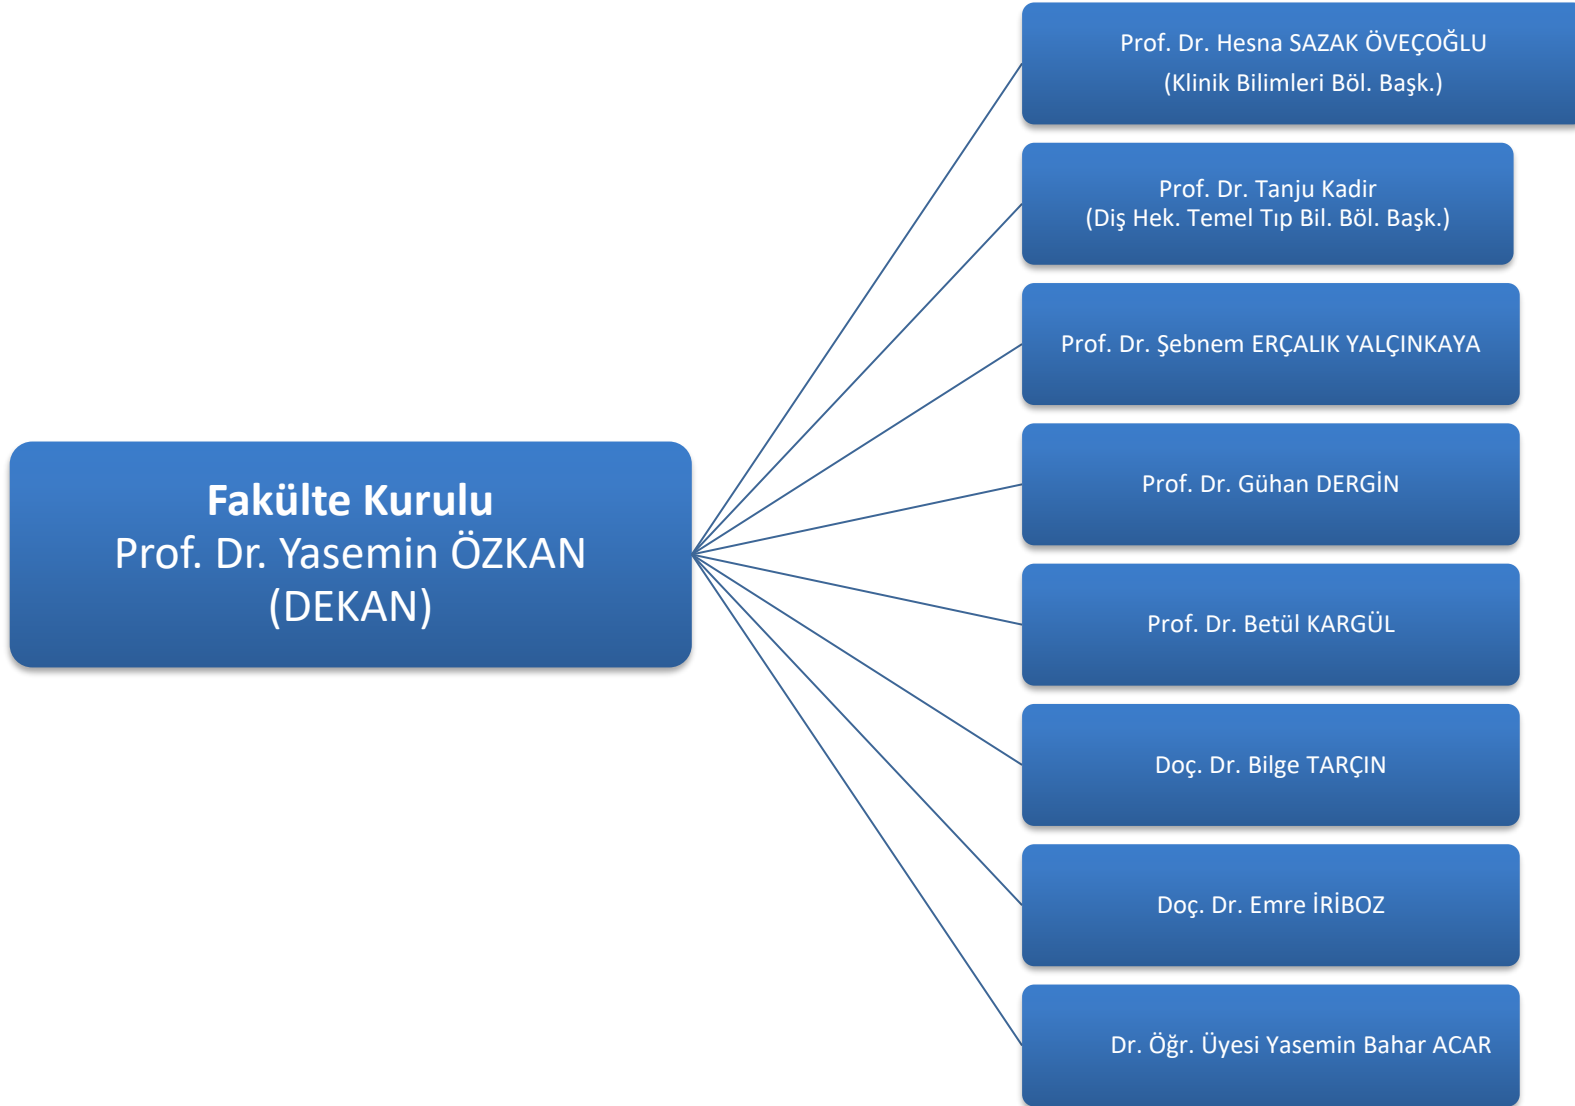 Prof. Dr. Hesna SAZAK ÖVEÇOĞLU
(Klinik Bilimleri Böl. Başk.)
Prof. Dr. Tanju Kadir
(Diş Hek. Temel Tıp Bil. Böl. Başk.)
Prof. Dr. Şebnem ERÇALIK YALÇINKAYA
Prof. Dr. Gühan DERGİN
Fakülte Kurulu
Prof. Dr. Yasemin ÖZKAN
(DEKAN)
Prof. Dr. Betül KARGÜL
Doç. Dr. Bilge TARÇIN
Doç. Dr. Emre İRİBOZ
Dr. Öğr. Üyesi Yasemin Bahar ACAR